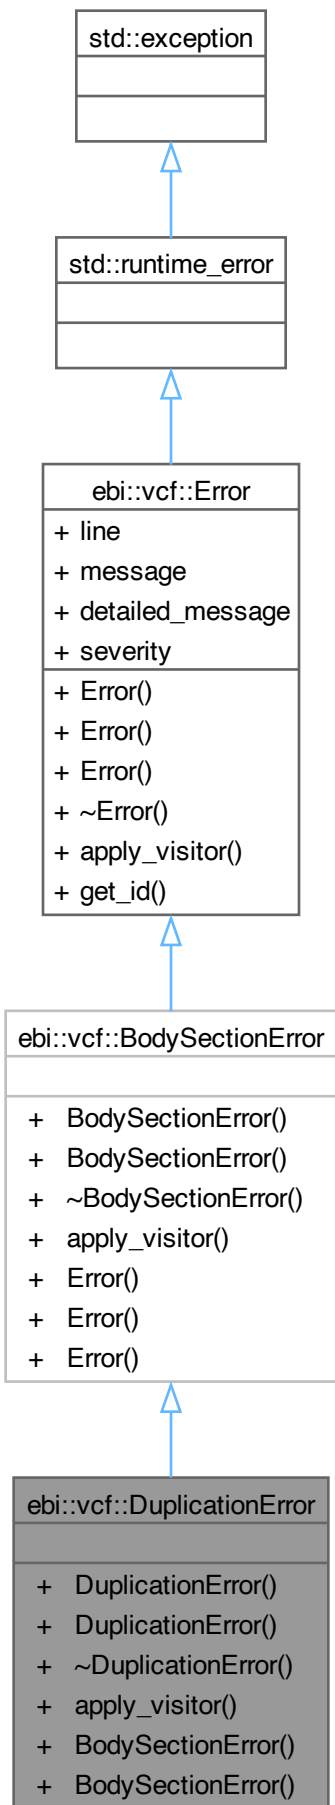 std::exception
std::runtime_error
ebi::vcf::Error
+ line
+ message
+ detailed_message
+ severity
+ Error()
+ Error()
+ Error()
+ ~Error()
+ apply_visitor()
+ get_id()
ebi::vcf::BodySectionError
+ BodySectionError()
+ BodySectionError()
+ ~BodySectionError()
+ apply_visitor()
+ Error()
+ Error()
+ Error()
ebi::vcf::DuplicationError
+ DuplicationError()
+ DuplicationError()
+ ~DuplicationError()
+ apply_visitor()
+ BodySectionError()
+ BodySectionError()